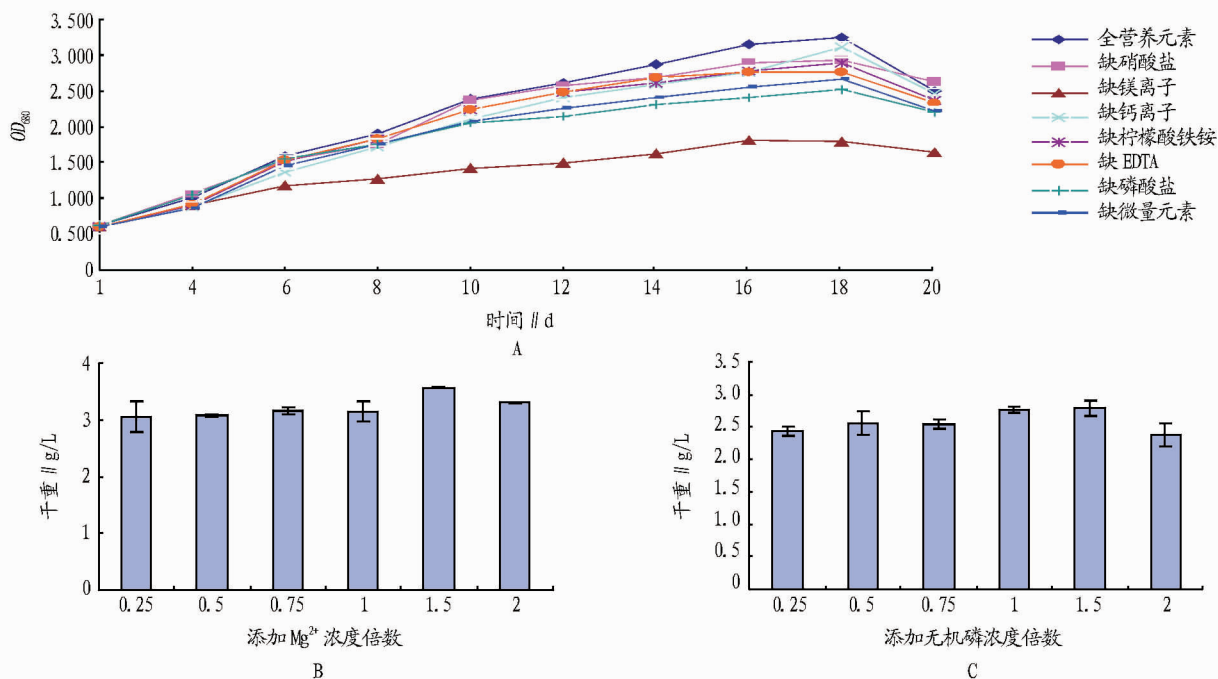 3.500
3.000
2.500
2.000
1.500
1.000
0.500
0
OD₆₈₀
1 4 6 8 10 12 14 16 18 20
时间∥d
A
全营养元素
缺硝酸盐
缺镁离子
缺钙离子
缺柠檬酸铁铵
缺EDTA
缺磷酸盐
缺微量元素
4
3
2
1
0
干重∥g/L
0.25 0.5 0.75 1 1.5 2
添加Mg²⁺浓度倍数
B
3.5
3.0
2.5
2.0
1.5
1.0
0.5
0
干重∥g/L
0.25 0.5 0.75 1 1.5 2
添加无机磷浓度倍数
C